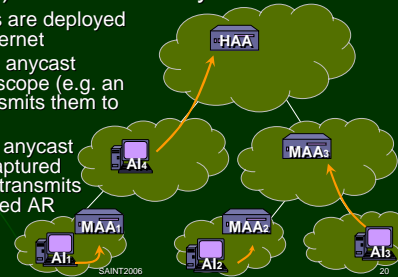 s are deployed
ernet
anycast
scope (e.g. an
smits them to
anycast
aptured
transmits
ed AR
HAA
AI4
MAA3
MAA1
MAA2
AI1
AI2
AI3
SAINT2006
20